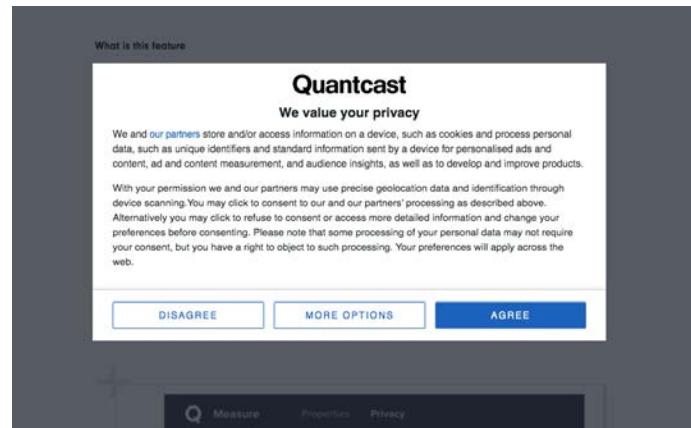 What is this feature
Quantcast
We value your privacy
We and our partners store and/or access information on a device, such as cookies and process personal
data, such as unique identifiers and standard information sent by a device for personalised ads and
content, ad and content measurement, and audience insights, as well as to develop and improve products.
With your permission we and our partners may use precise geolocation data and identification through
device scanning.You may click to consent to our and our partners' processing as described above.
Alternatively you may click to refuse to consent or access more detailed information and change your
preferences before consenting. Please note that some processing of your personal data may not require
your consent, but you have a right to object to such processing. Your preferences will apply across the
web.
DISAGREE MORE OPTIONS AGREE
Q Measure Properties Privacy